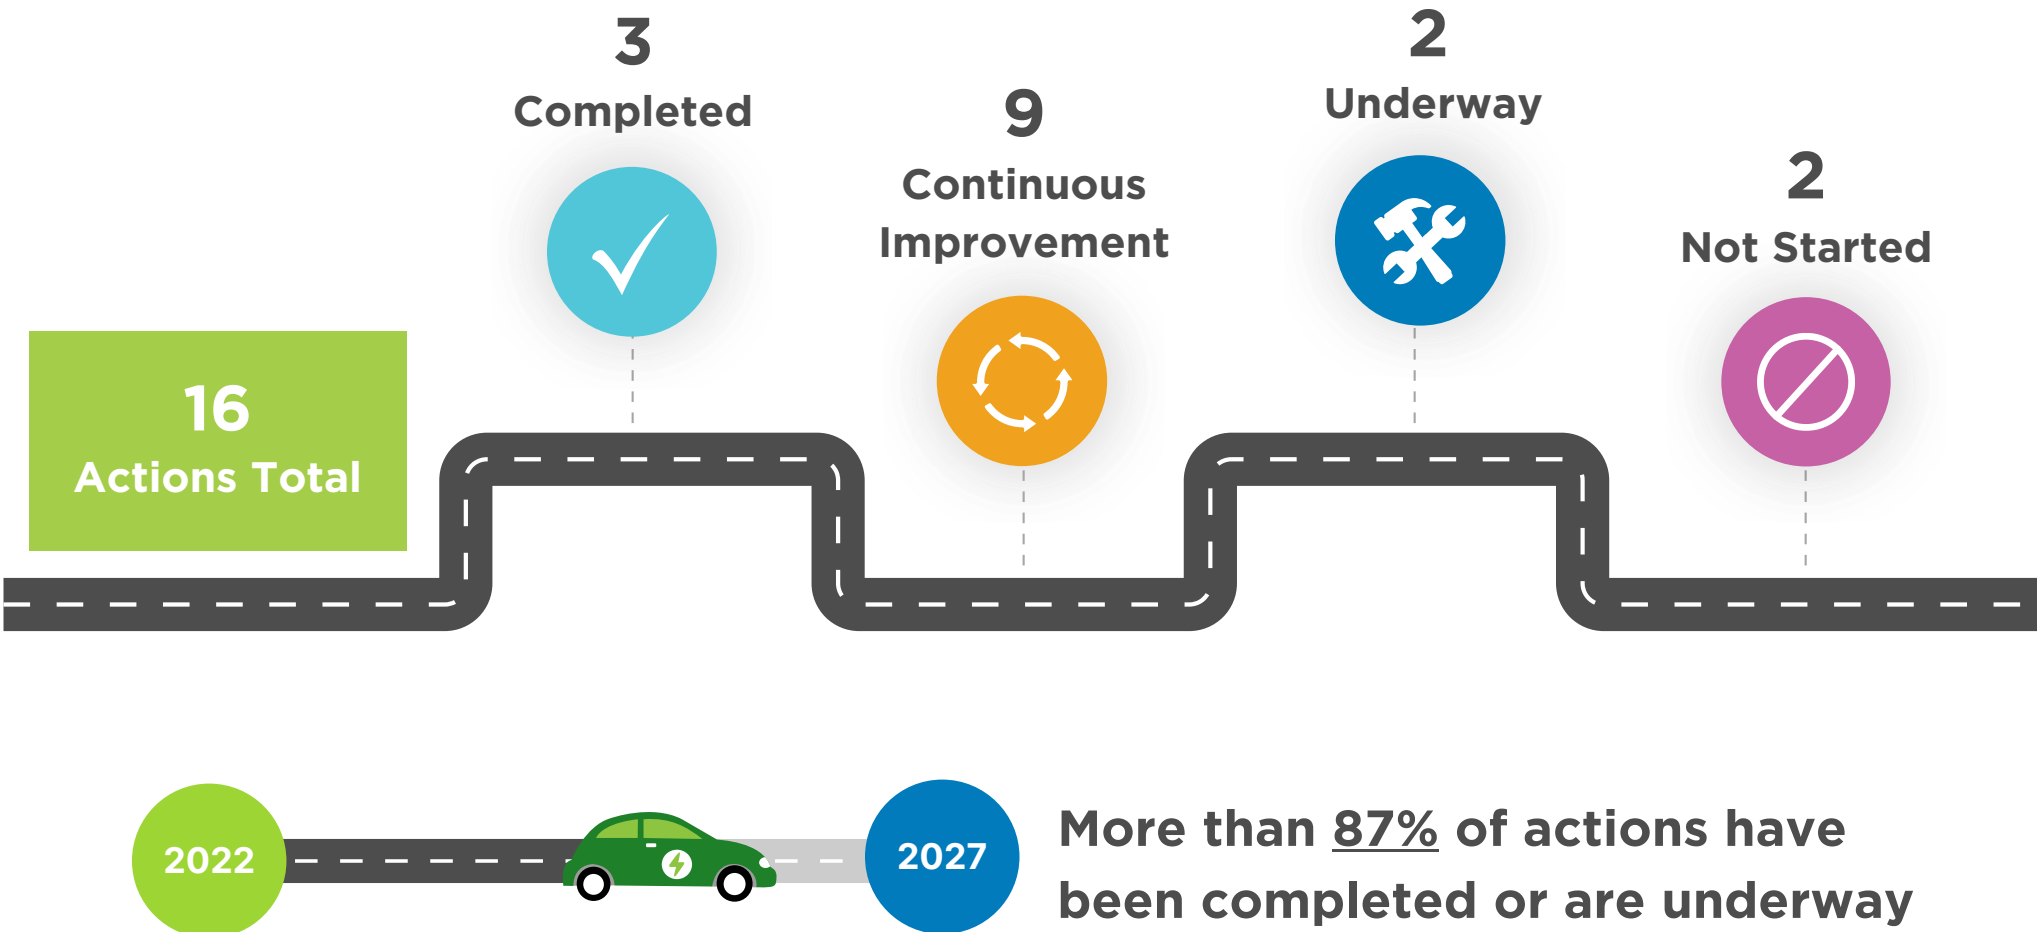 16
Actions Total
3
Completed
9
Continuous
Improvement
2
Underway
2
Not Started
2022
2027
More than 87% of actions have
been completed or are underway